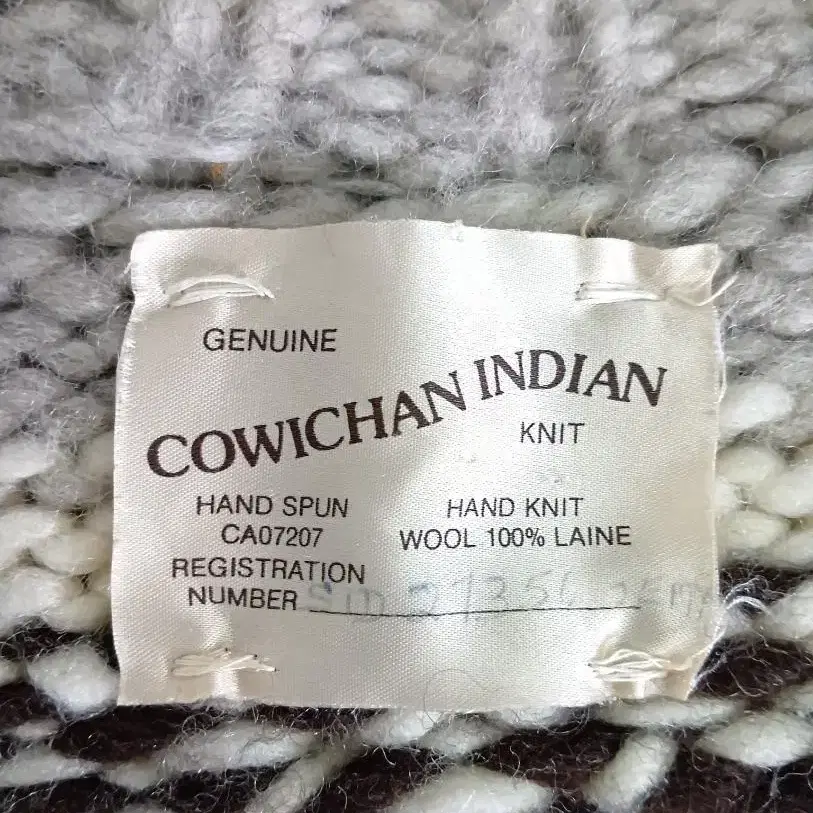 GENUINE
COWICHAN INDIAN
KNIT
HAND SPUN
CA07207
HAND KNIT
WOOL 100% LAINE
REGISTRATION
NUMBER